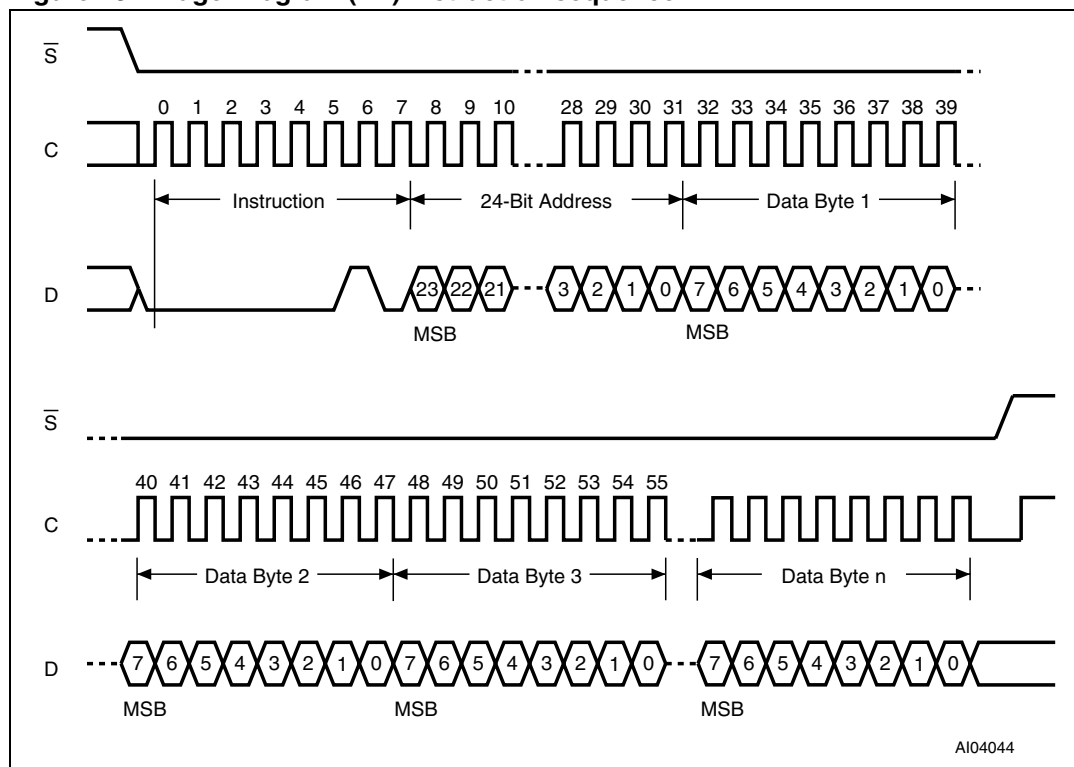 S
0 1 2 3 4 5 6 7 8 9 10 28 29 30 31 32 33 34 35 36 37 38 39
C
Instruction 24-Bit Address Data Byte 1
D 23 22 21 3 2 1 0 7 6 5 4 3 2 1 0
MSB MSB
S
40 41 42 43 44 45 46 47 48 49 50 51 52 53 54 55
C
Data Byte 2 Data Byte 3 Data Byte n
D 7 6 5 4 3 2 1 0 7 6 5 4 3 2 1 0 7 6 5 4 3 2 1 0
MSB MSB MSB
AI04044